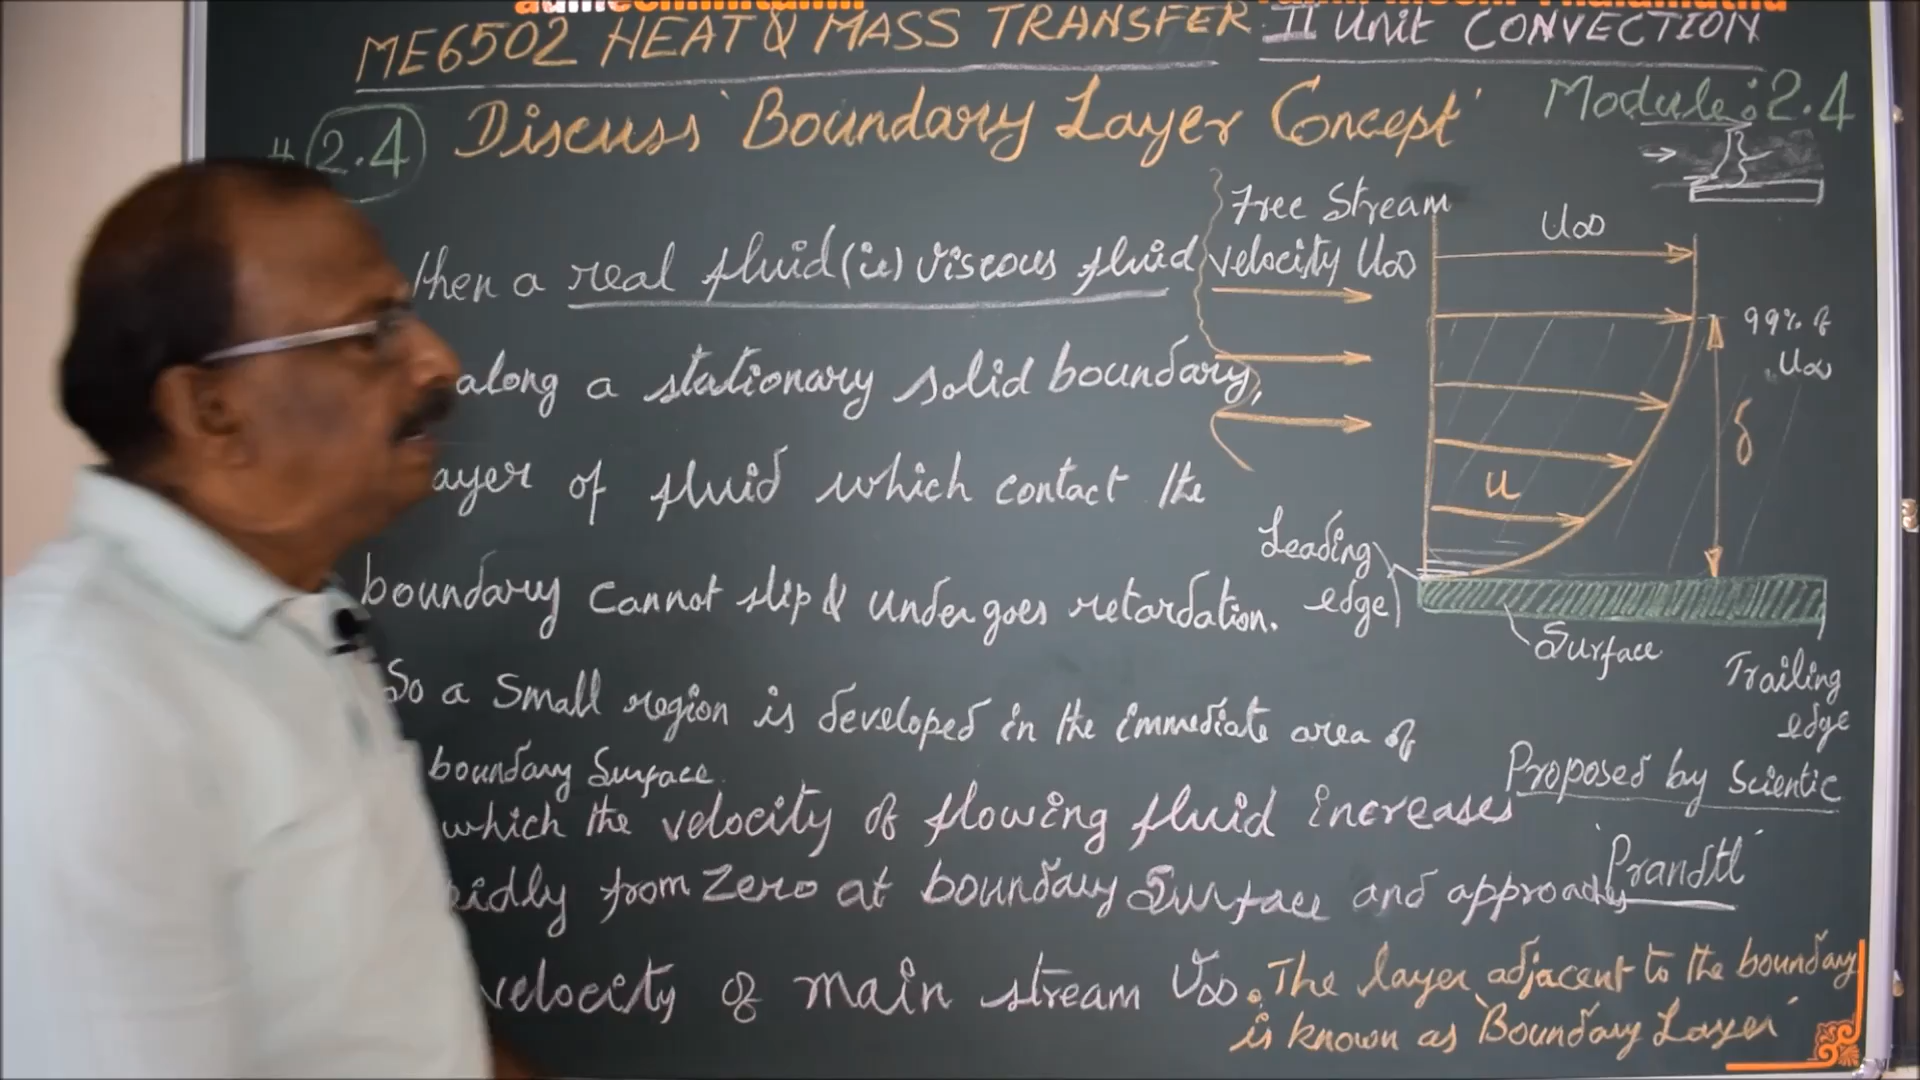 ME6502 HEAT & MASS TRANSFER. II Unit CONVECTION
# 2.4 Discuss 'Boundary Layer Concept'
Module: 2.4
hen a real fluid (ie) viscous fluid
along a stationary solid boundary,
ayer of fluid which contact the
boundary cannot slip & undergoes retardation.
So a Small region is developed in the immediate area of
boundary Surface.
which the velocity of flowing fluid increases
pidly from Zero at boundary Surface and approaches
velocity of main stream U∞.
Free Stream
velocity U∞
U∞
99% of
U∞
δ
u
Leading
edge
Surface
Trailing
edge
Proposed by Scientic
'Prandtl'
The layer adjacent to the boundary
is known as 'Boundary Layer'